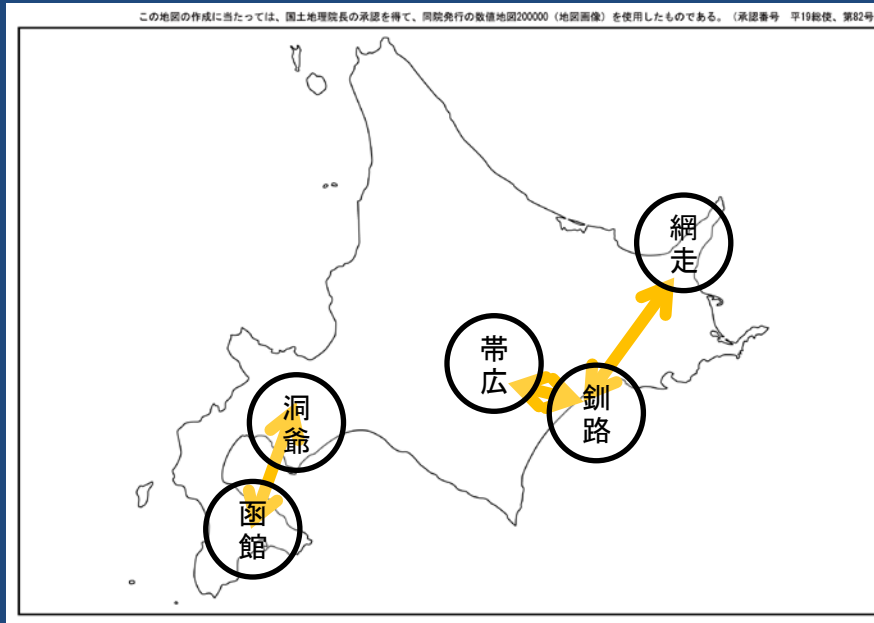 この地図の作成に当たっては、国土地理院長の承認を得て、同院発行の数値地図200000（地図画像）を使用したものである。（承認番号　平19総使、第82号
網走
帯広
釧路
洞爺
函館